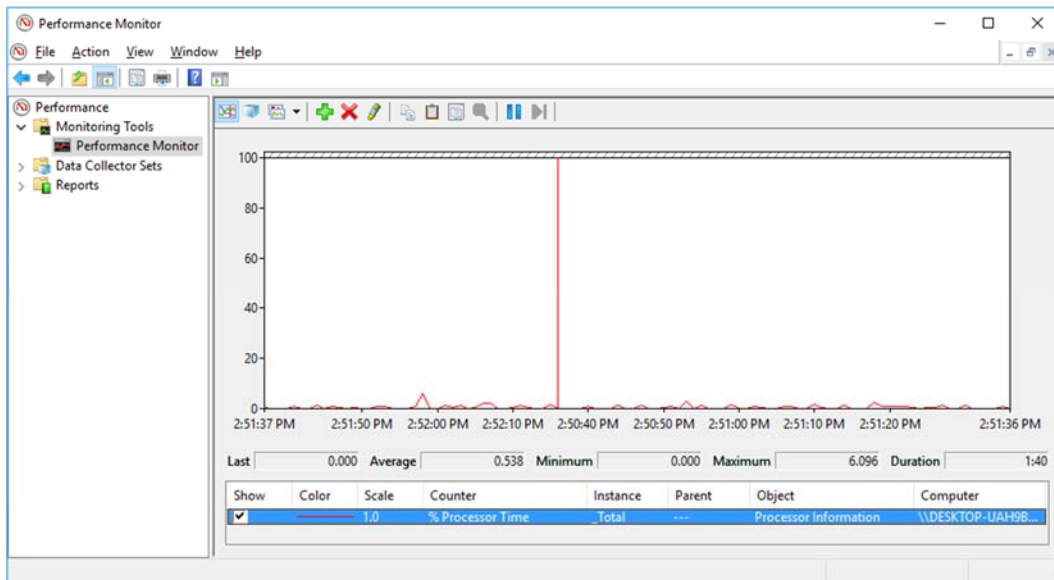 Performance Monitor
File Action View Window Help
Performance
Monitoring Tools
Performance Monitor
Data Collector Sets
Reports
100
80
60
40
20
0
2:51:37 PM 2:51:50 PM 2:52:00 PM 2:52:10 PM 2:50:40 PM 2:50:50 PM 2:51:00 PM 2:51:10 PM 2:51:20 PM 2:51:36 PM
Last 0.000 Average 0.538 Minimum 0.000 Maximum 6.096 Duration 1:40
Show Color Scale Counter Instance Parent Object Computer
1.0 % Processor Time _Total --- Processor Information \\DESKTOP-UAH9B...